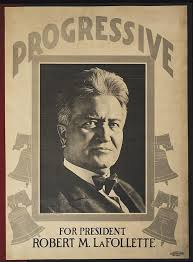 PROGRESSIVE
FOR PRESIDENT
ROBERT M. LAFOLLETTE